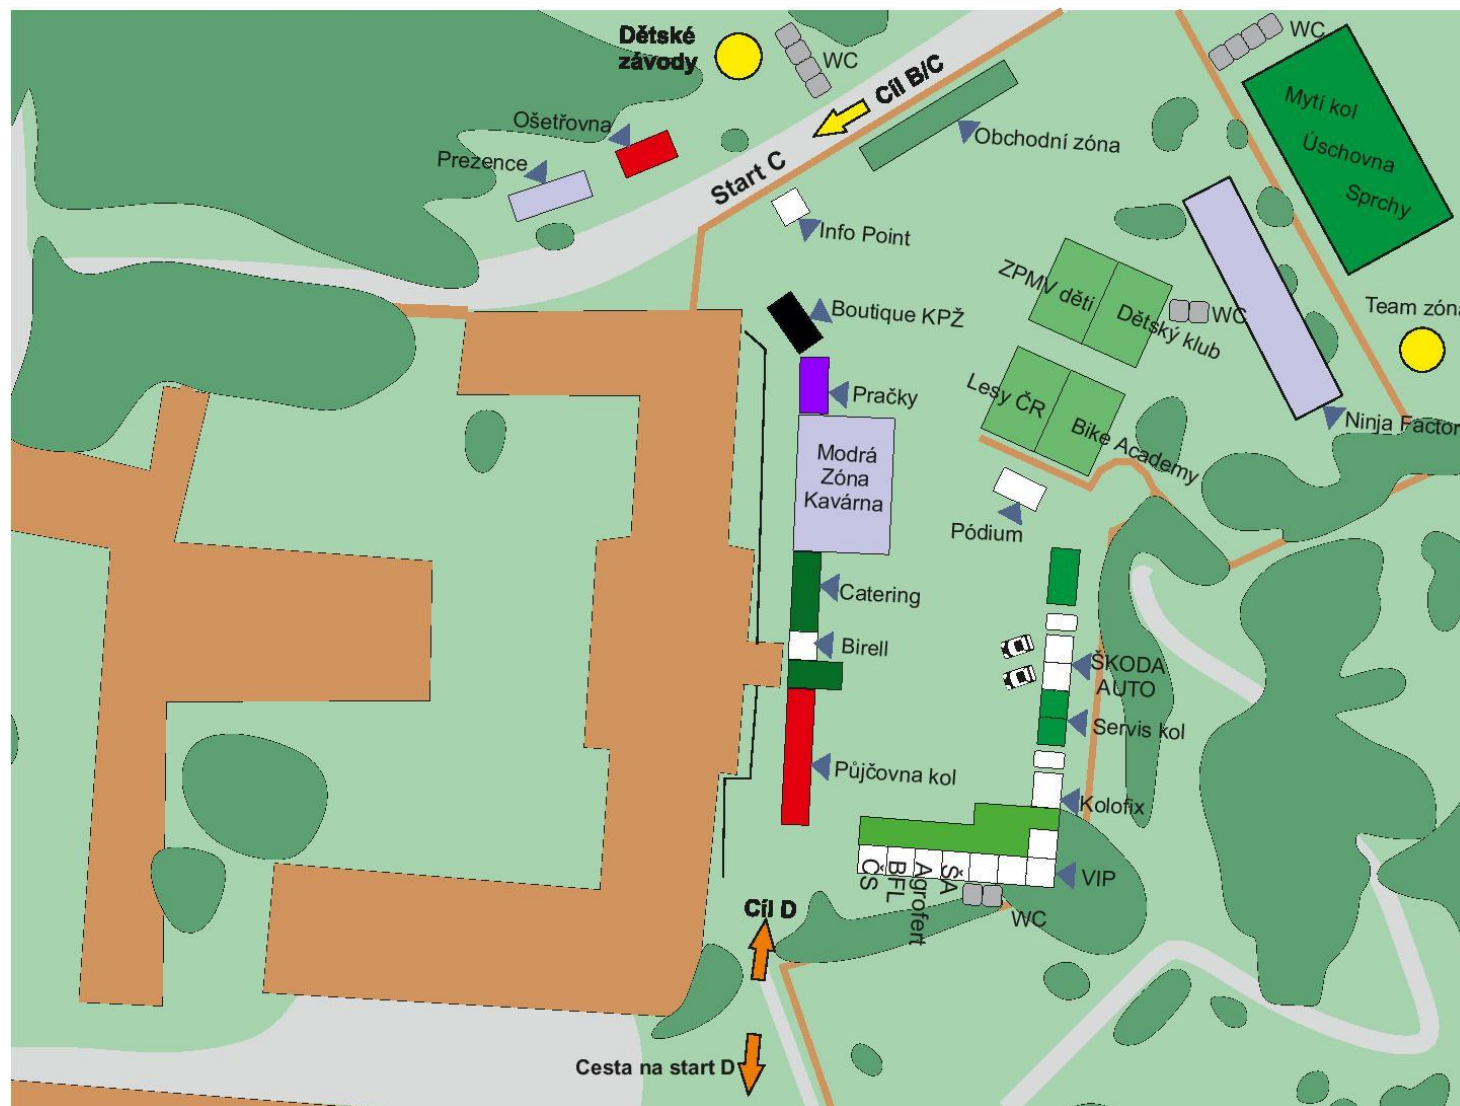 Dětské
závody
WC
WC
Cíl B/C
Mytí kol
Úschovna
Sprchy
Ošetřovna
Prezence
Obchodní zóna
Start C
Info Point
ZPMV děti
Dětský klub
WC
Team zóna
Boutique KPŽ
Pračky
Lesy ČR
Bike Academy
Ninja Factor
Modrá
Zóna
Kavárna
Pódium
Catering
Birell
ŠKODA
AUTO
Servis kol
Půjčovna kol
Kolofix
ČS
BFL
Agrofert
ŠA
VIP
WC
Cíl D
Cesta na start D